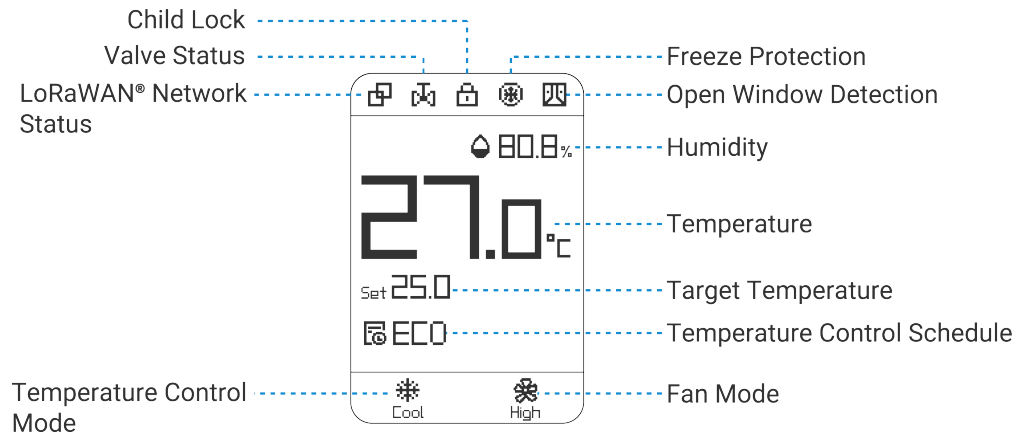 Child Lock
Valve Status
Freeze Protection
LoRaWAN® Network
Status
Open Window Detection
80.8%
Humidity
27.0°C
Temperature
Set 25.0
Target Temperature
ECO
Temperature Control Schedule
Temperature Control
Mode
Cool
High
Fan Mode